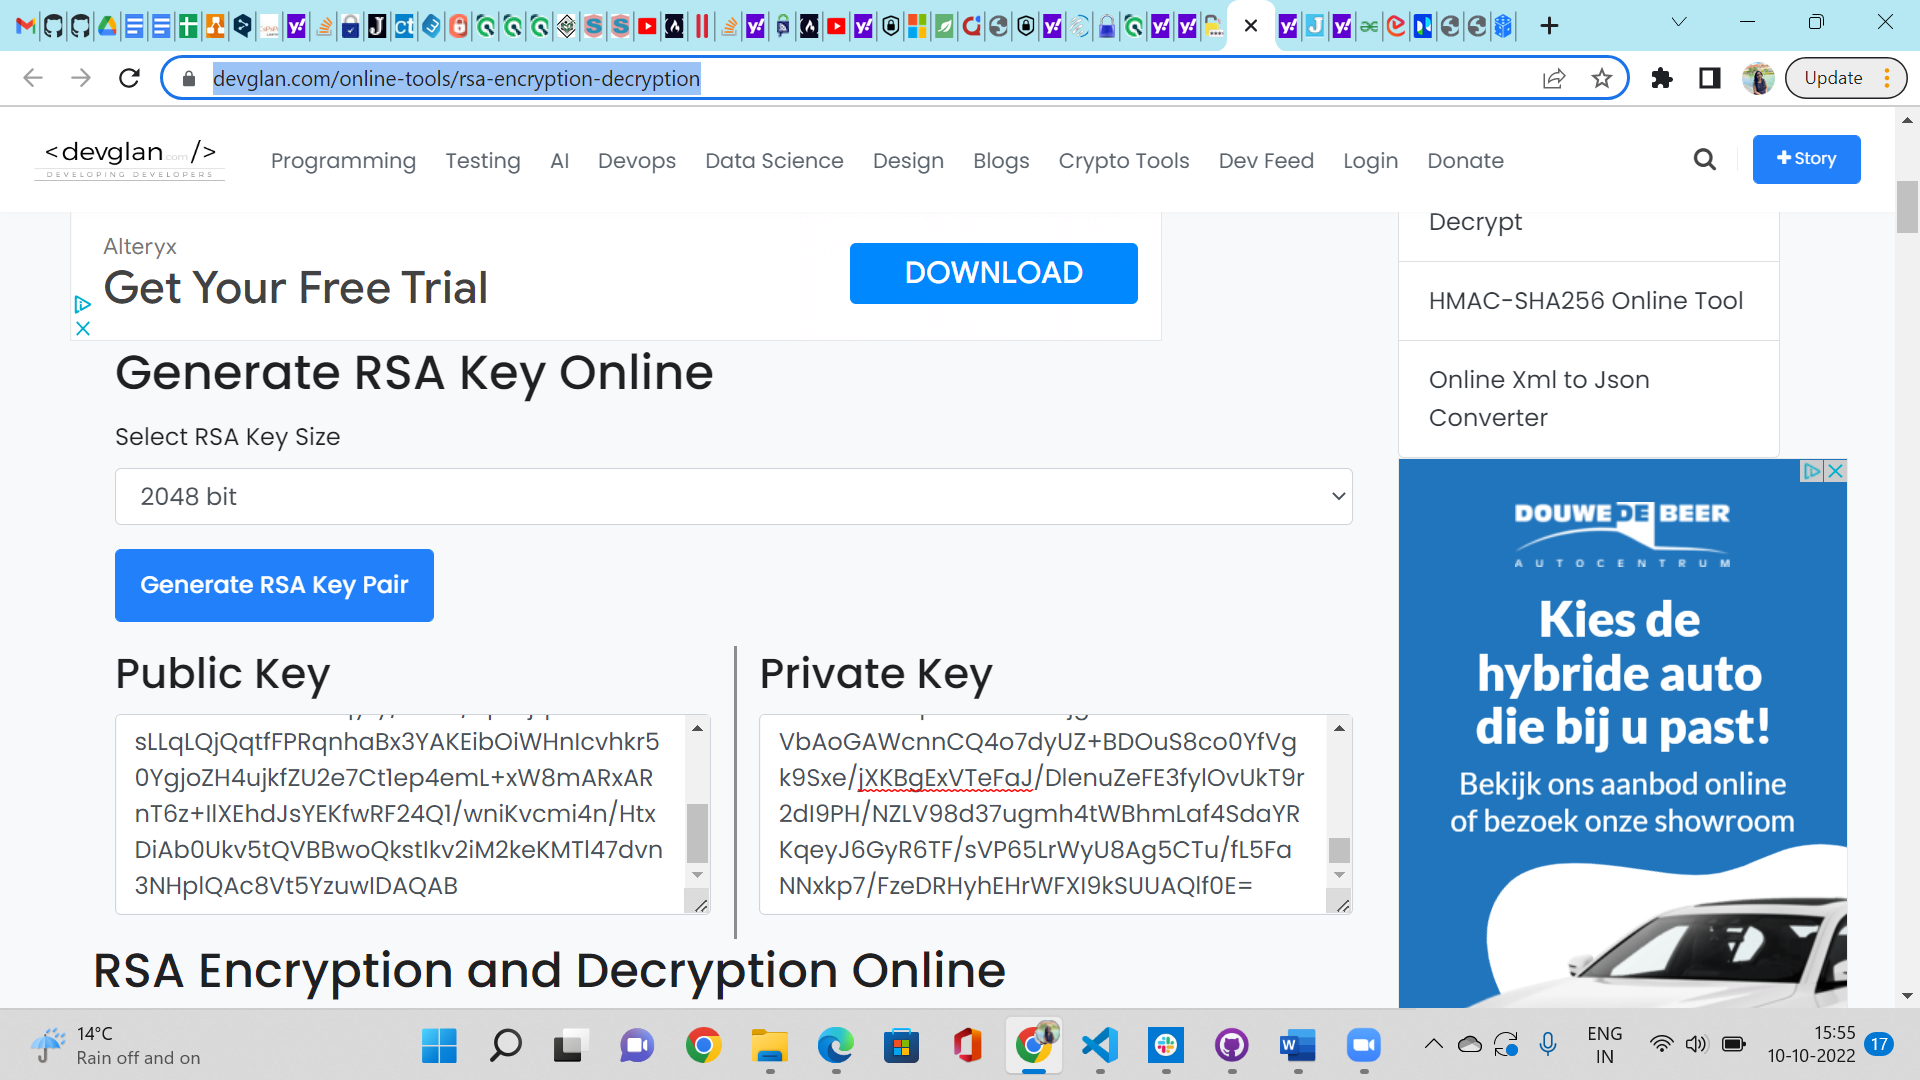 devglan.com/online-tools/rsa-encryption-decryption
Update
<devglan.com/>
DEVELOPING DEVELOPERS
Programming
Testing
AI
Devops
Data Science
Design
Blogs
Crypto Tools
Dev Feed
Login
Donate
+ Story
Alteryx
Get Your Free Trial
DOWNLOAD
Decrypt
HMAC-SHA256 Online Tool
Online Xml to Json
Converter
Generate RSA Key Online
Select RSA Key Size
2048 bit
Generate RSA Key Pair
Public Key
sLLqLQjQqtfFPRqnhaBx3YAKEibOiWHnIcvhkr5
0YgjoZH4ujkfZU2e7Ct1ep4emL+xW8mARxAR
nT6z+IlXEhdJsYEKfwRF24Q1/wniKvcmi4n/Htx
DiAb0Ukv5tQVBBwoQkstIkv2iM2keKMTl47dvn
3NHplQAc8Vt5YzuwIDAQAB
Private Key
VbAoGAWcnnCQ4o7dyUZ+BDOuS8co0YfVg
k9Sxe/jXKBgExVTeFaJ/DlenuZeFE3fylOvUkT9r
2dI9PH/NZLV98d37ugmh4tWBhmLaf4SdaYR
KqeyJ6GyR6TF/sVP65LrWyU8Ag5CTu/fL5Fa
NNxkp7/FzeDRHyhEHrWFXI9kSUUAQlf0E=
RSA Encryption and Decryption Online
DOUWE DE BEER
AUTOCENTRUM
Kies de
hybride auto
die bij u past!
Bekijk ons aanbod online
of bezoek onze showroom
14°C
Rain off and on
ENG
IN
15:55
10-10-2022
17